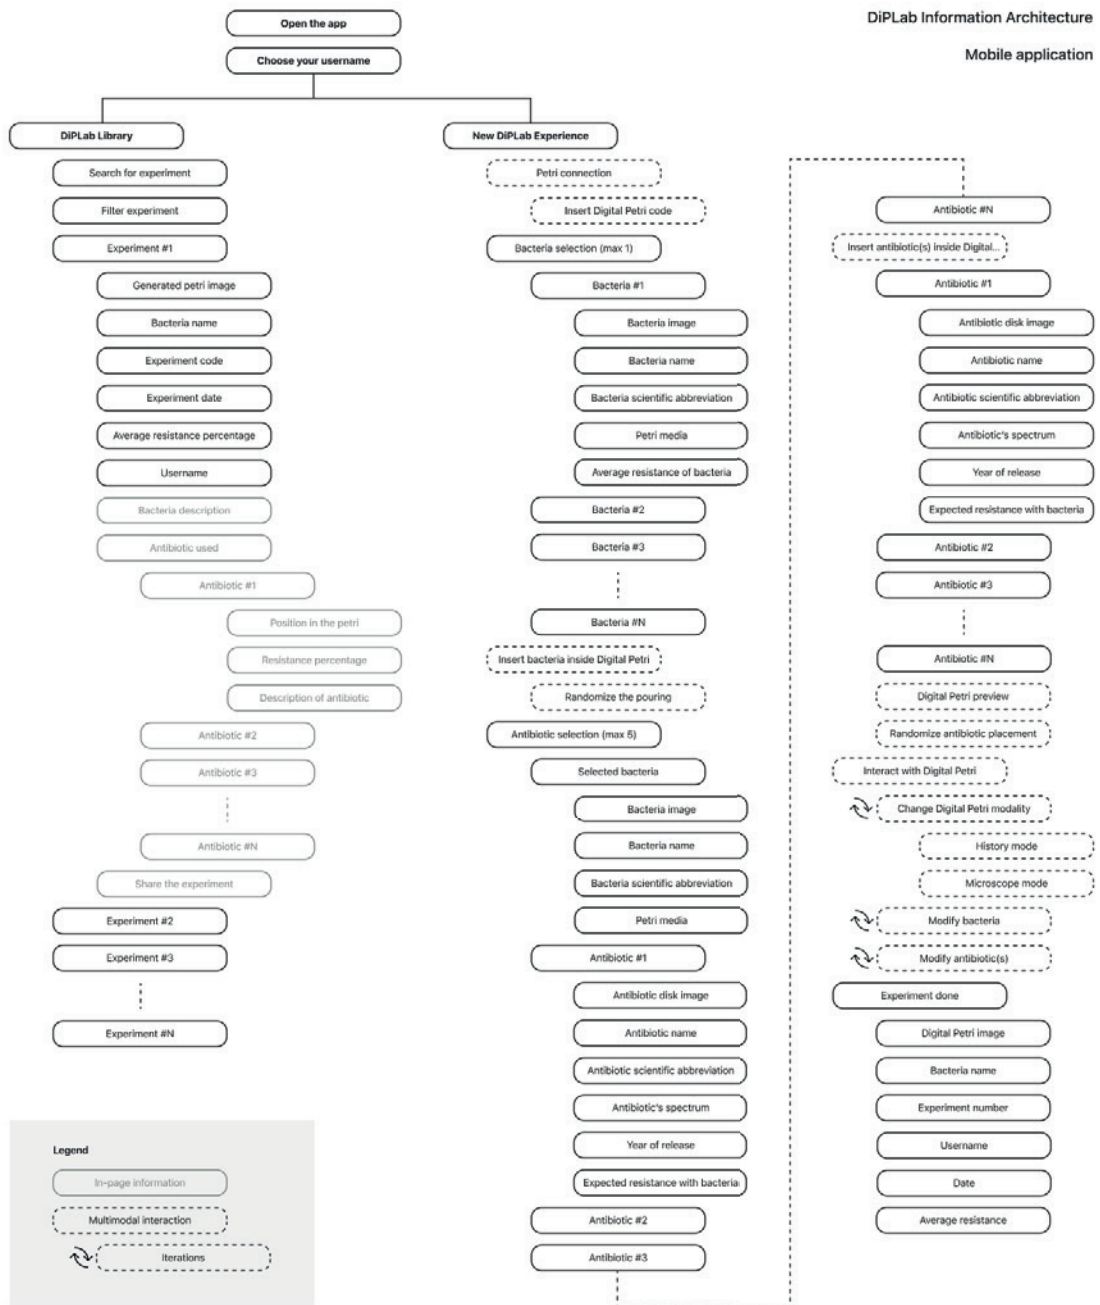 DiPLab Information Architecture
Mobile application
Open the app
Choose your username
DiPLab Library
Search for experiment
Filter experiment
Experiment #1
Generated petri image
Bacteria name
Experiment code
Experiment date
Average resistance percentage
Username
Bacteria description
Antibiotic used
Antibiotic #1
Position in the petri
Resistance percentage
Description of antibiotic
Antibiotic #2
Antibiotic #3
Antibiotic #N
Share the experiment
Experiment #2
Experiment #3
Experiment #N
New DiPLab Experience
Petri connection
Insert Digital Petri code
Bacteria selection (max 1)
Bacteria #1
Bacteria image
Bacteria name
Bacteria scientific abbreviation
Petri media
Average resistance of bacteria
Bacteria #2
Bacteria #3
Bacteria #N
Insert bacteria inside Digital Petri
Randomize the pouring
Antibiotic selection (max 5)
Selected bacteria
Bacteria image
Bacteria name
Bacteria scientific abbreviation
Petri media
Antibiotic #1
Antibiotic disk image
Antibiotic name
Antibiotic scientific abbreviation
Antibiotic's spectrum
Year of release
Expected resistance with bacteria
Antibiotic #2
Antibiotic #3
Antibiotic #N
Insert antibiotic(s) inside Digital...
Antibiotic #1
Antibiotic disk image
Antibiotic name
Antibiotic scientific abbreviation
Antibiotic's spectrum
Year of release
Expected resistance with bacteria
Antibiotic #2
Antibiotic #3
Antibiotic #N
Digital Petri preview
Randomize antibiotic placement
Interact with Digital Petri
Change Digital Petri modality
History mode
Microscope mode
Modify bacteria
Modify antibiotic(s)
Experiment done
Digital Petri image
Bacteria name
Experiment number
Username
Date
Average resistance
Legend
In-page information
Multimodal interaction
Iterations